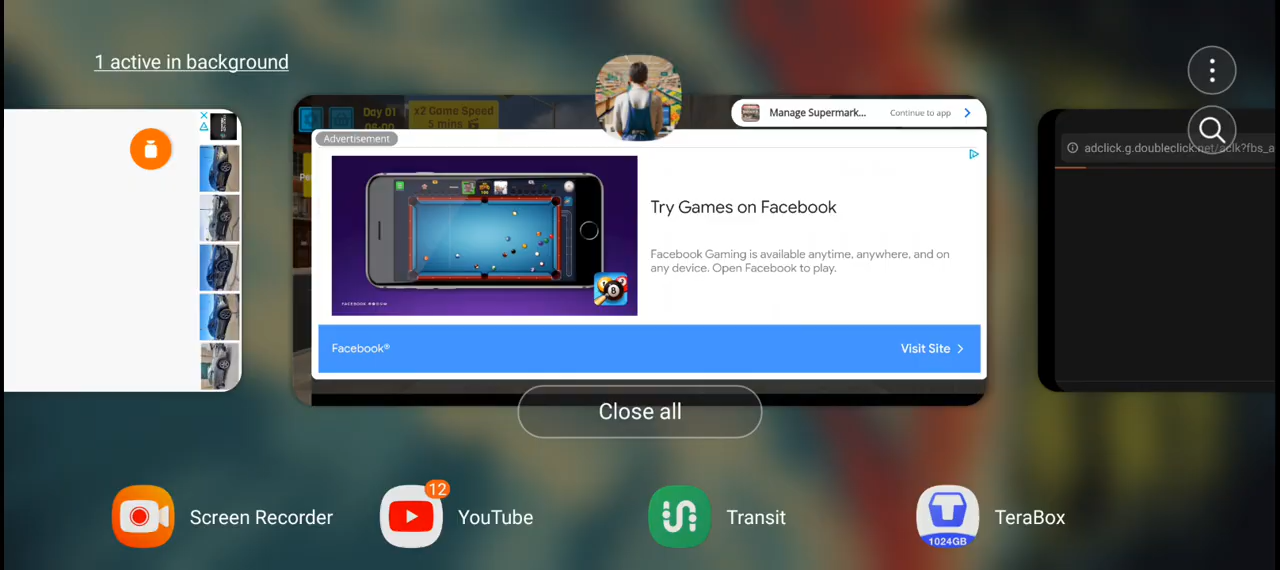 1 active in background
Day 01
x2 Game Speed
5 mins
Manage Supermark...
Continue to app
Advertisement
adclick.g.doubleclick.net/aclk?fbs_a
Try Games on Facebook
Facebook Gaming is available anytime, anywhere, and on
any device. Open Facebook to play.
Facebook®
Visit Site
Close all
Screen Recorder
12
YouTube
Transit
TeraBox
1024GB